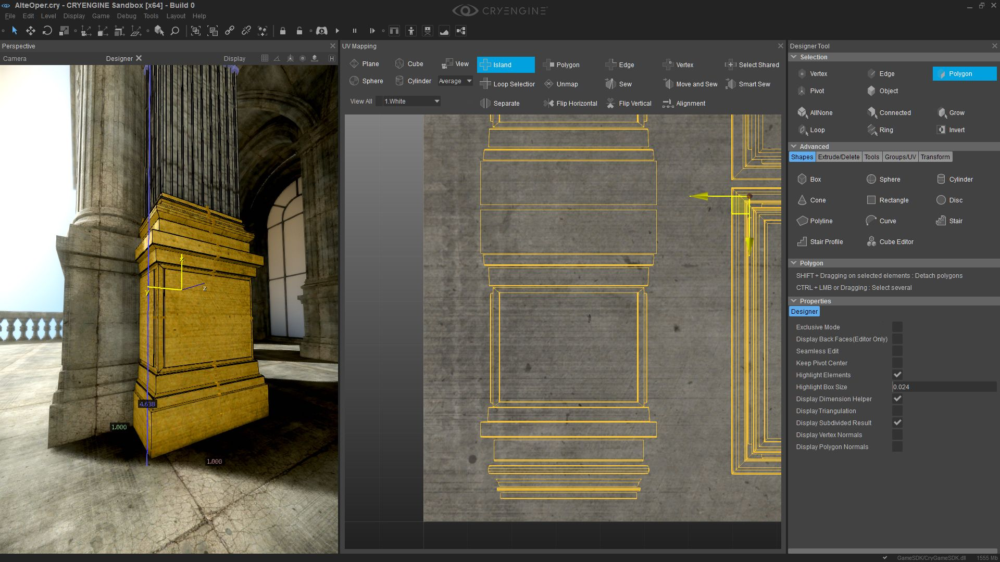 AlteOper.cry - CRYENGINE Sandbox [x64] - Build 0
CRYENGINE
File Edit Level Display Game Debug Tools Layout Help
Perspective
Camera Designer Display H
x
y
z
4.638
1.000
1.000
UV Mapping
Plane Cube View Island Polygon Edge Vertex Select Shared
Sphere Cylinder Average Loop Selection Unmap Sew Move and Sew Smart Sew
View All 1.White Separate Flip Horizontal Flip Vertical Alignment
Designer Tool
Selection
Vertex Edge Polygon
Pivot Object
AllNone Connected Grow
Loop Ring Invert
Advanced
Shapes Extrude/Delete Tools Groups/UV Transform
Box Sphere Cylinder
Cone Rectangle Disc
Polyline Curve Stair
Stair Profile Cube Editor
Polygon
SHIFT + Dragging on selected elements : Detach polygons
CTRL + LMB or Dragging : Select several
Properties
Designer
Exclusive Mode
Display Back Faces(Editor Only)
Seamless Edit
Keep Pivot Center
Highlight Elements
Highlight Box Size 0.024
Display Dimension Helper
Display Triangulation
Display Subdivided Result
Display Vertex Normals
Display Polygon Normals
GameSDK/CryGameSDK.dll 1555 Mb